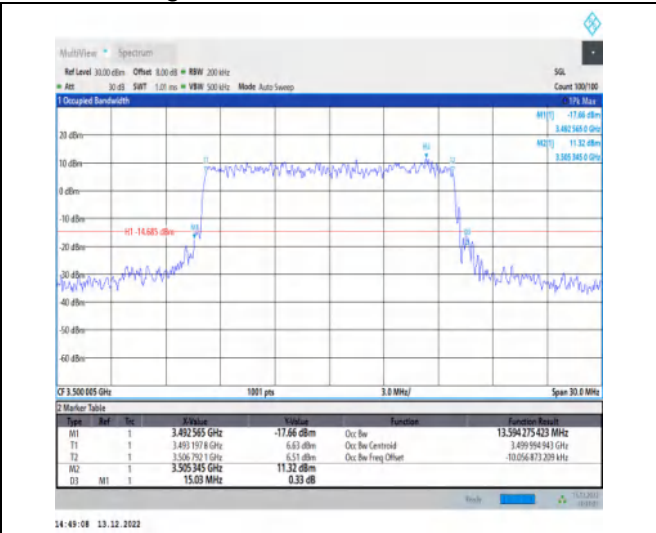 MultiView Spectrum
Ref Level 30.00 dBm Offset 8.00 dB RBW 200 kHz SGL
Att 30 dB SWT 1.01 ms VBW 500 kHz Mode Auto Sweep Count 100/100
1 Occupied Bandwidth 1Pk Max
M1[1] -17.66 dBm
3.492 565 0 GHz
M2[1] 11.32 dBm
3.505 345 0 GHz
20 dBm
M2
T1 T2
10 dBm
0 dBm
-10 dBm
H1 -14.685 dBm
-20 dBm
-30 dBm
-40 dBm
-50 dBm
-60 dBm
CF 3.500 005 GHz 1001 pts 3.0 MHz/ Span 30.0 MHz
2 Marker Table
Type Ref Trc X-Value Y-Value Function Function Result
M1 1 3.492 565 GHz -17.66 dBm Occ Bw 13.594 275 423 MHz
T1 1 3.493 197 8 GHz 6.63 dBm Occ Bw Centroid 3.499 994 943 GHz
T2 1 3.506 792 1 GHz 6.51 dBm Occ Bw Freq Offset -10.056 873 209 kHz
M2 1 3.505 345 GHz 11.32 dBm
D3 M1 1 15.03 MHz 0.33 dB
Ready
14:49:08 13.12.2022